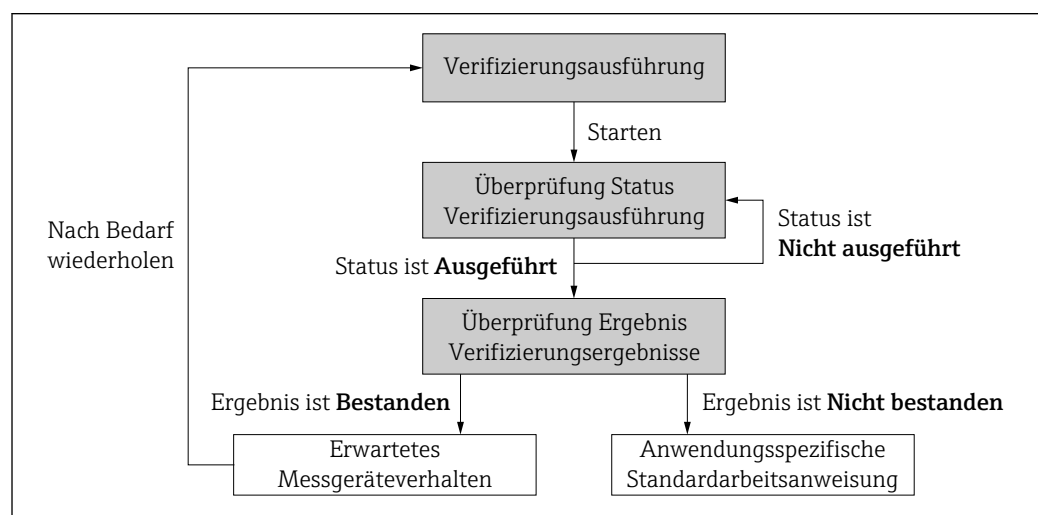 Verifizierungsausführung
Starten
Überprüfung Status
Verifizierungsausführung
Nach Bedarf
wiederholen
Status ist
Nicht ausgeführt
Status ist Ausgeführt
Überprüfung Ergebnis
Verifizierungsergebnisse
Ergebnis ist Bestanden
Ergebnis ist Nicht bestanden
Erwartetes
Messgeräteverhalten
Anwendungsspezifische
Standardarbeitsanweisung